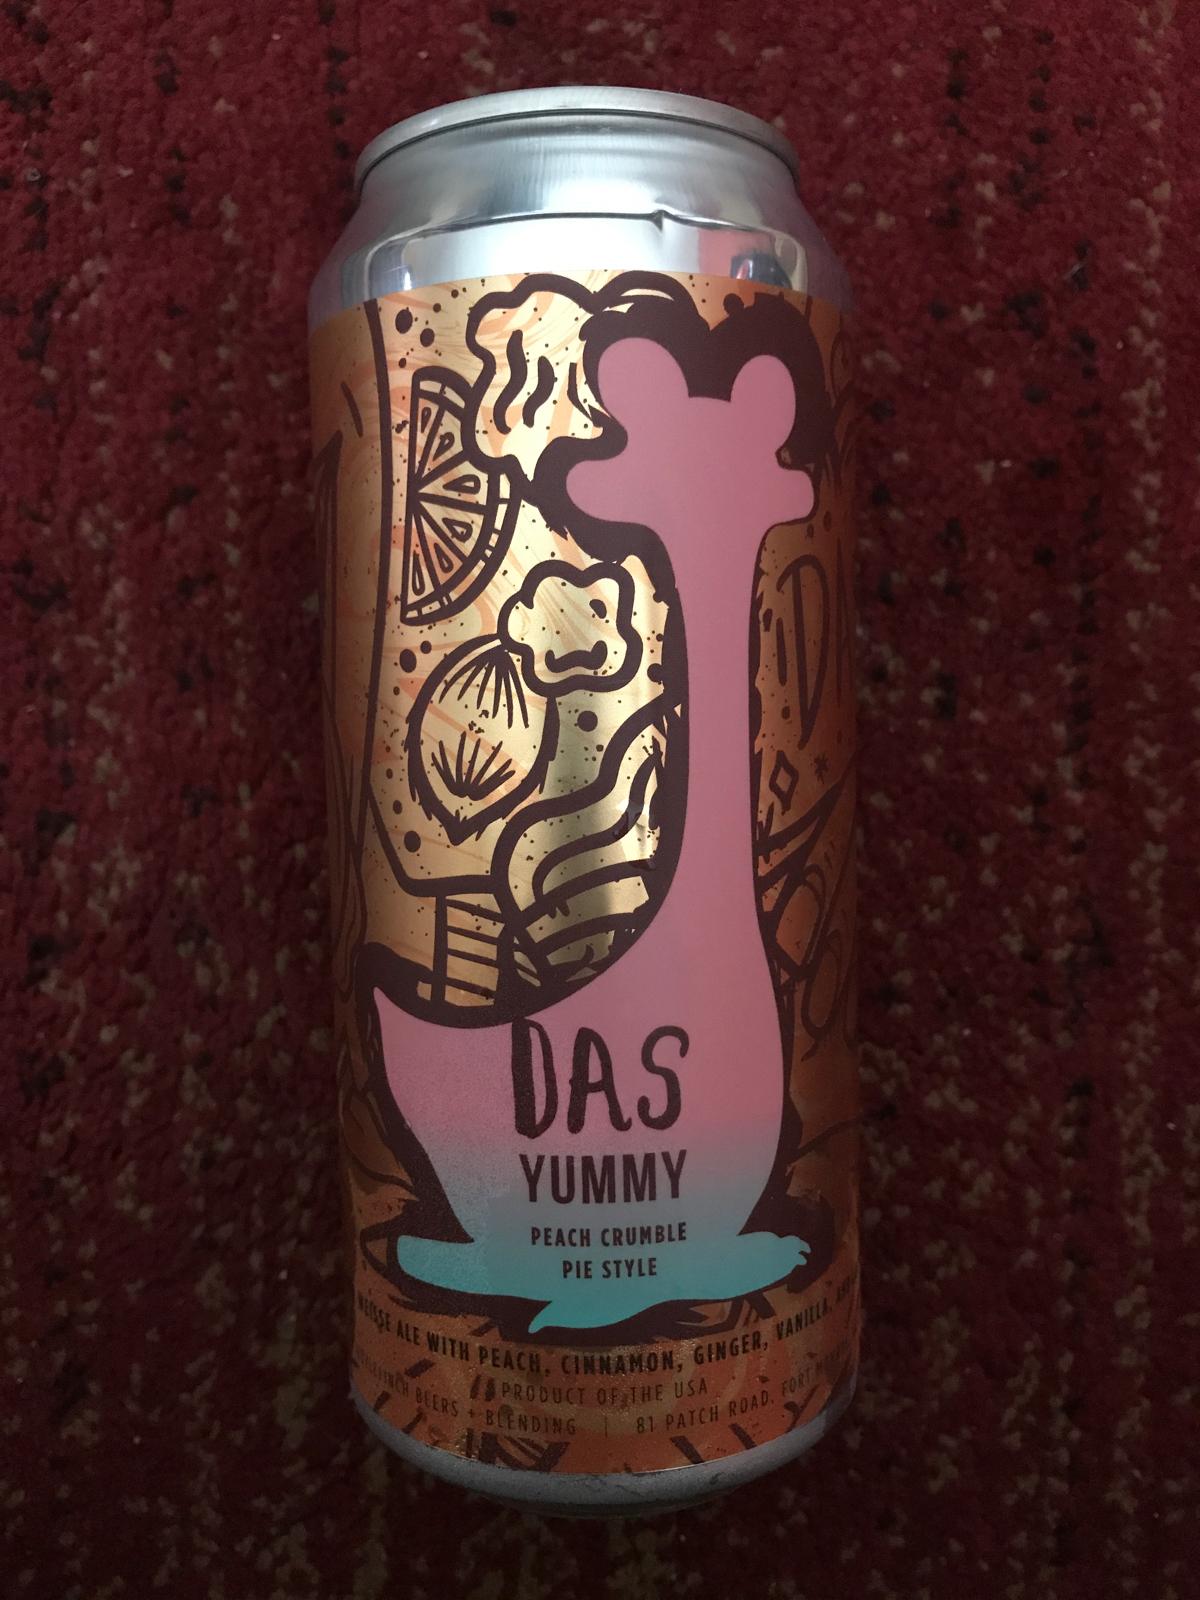 DAS
YUMMY
PEACH CRUMBLE
PIE STYLE
ALE WITH PEACH, CINNAMON, GINGER, VANILLA,
PRODUCT OF THE USA
BEERS + BLENDING | 81 PATCH ROAD, FORT